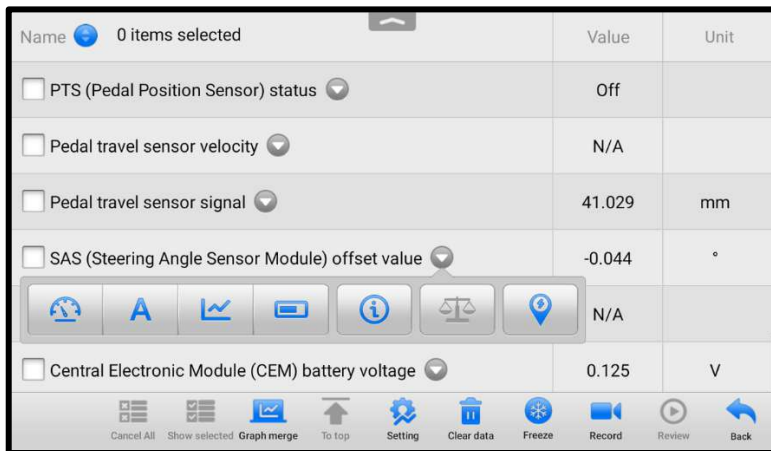 Name 0 items selected Value Unit
PTS (Pedal Position Sensor) status Off
Pedal travel sensor velocity N/A
Pedal travel sensor signal 41.029 mm
SAS (Steering Angle Sensor Module) offset value -0.044 °
A N/A
Central Electronic Module (CEM) battery voltage 0.125 V
Cancel All Show selected Graph merge To top Setting Clear data Freeze Record Review Back